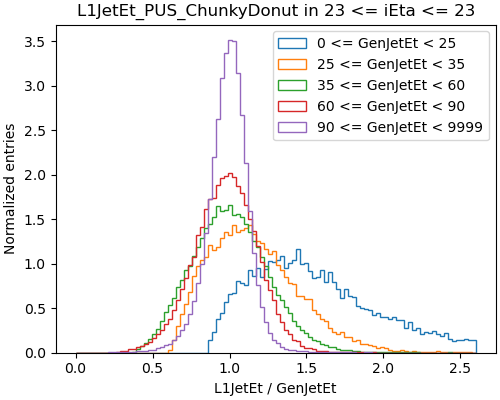 L1JetEt_PUS_ChunkyDonut in 23 <= iEta <= 23
0 <= GenJetEt < 25
25 <= GenJetEt < 35
35 <= GenJetEt < 60
60 <= GenJetEt < 90
90 <= GenJetEt < 9999
Normalized entries
3.5
3.0
2.5
2.0
1.5
1.0
0.5
0.0
0.0 0.5 1.0 1.5 2.0 2.5
L1JetEt / GenJetEt